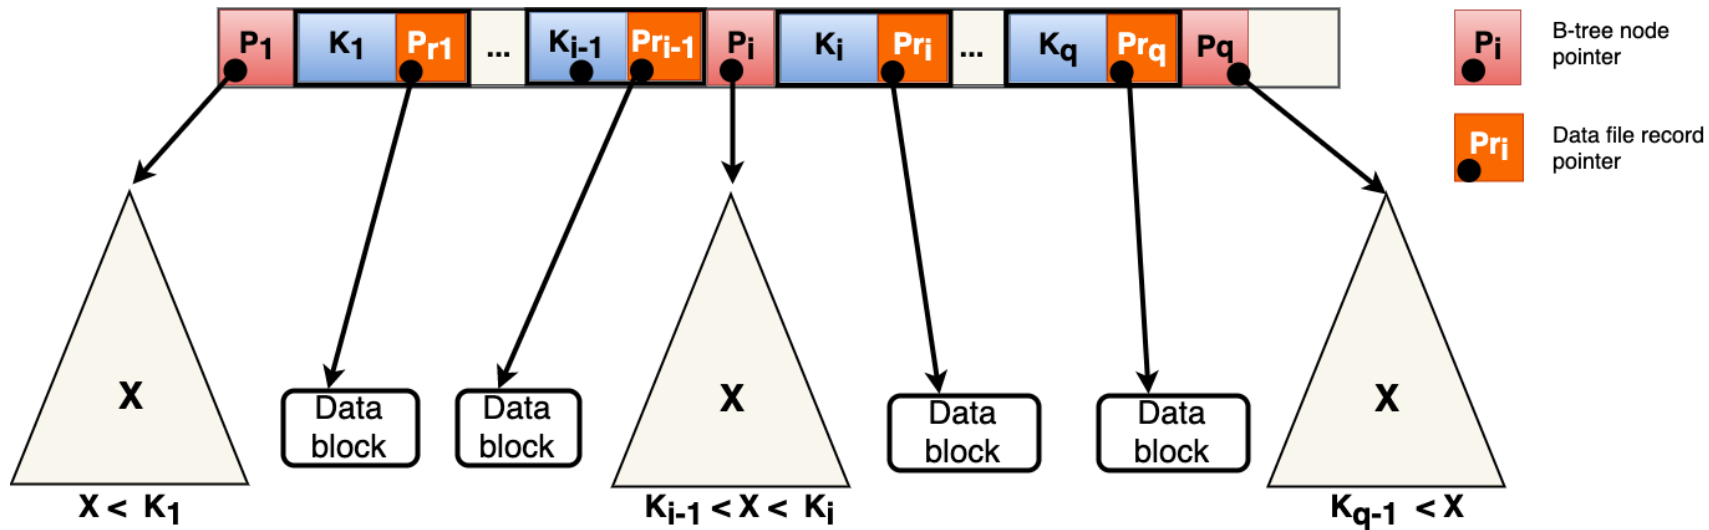 P1 K1 Pr1 ... Ki-1 Pri-1 Pi Ki Pri ... Kq Prq Pq
Pi
B-tree node
pointer
Pri
Data file record
pointer
X
Data
block
Data
block
X
Data
block
Data
block
X
X < K1
Ki-1 < X < Ki
Kq-1 < X